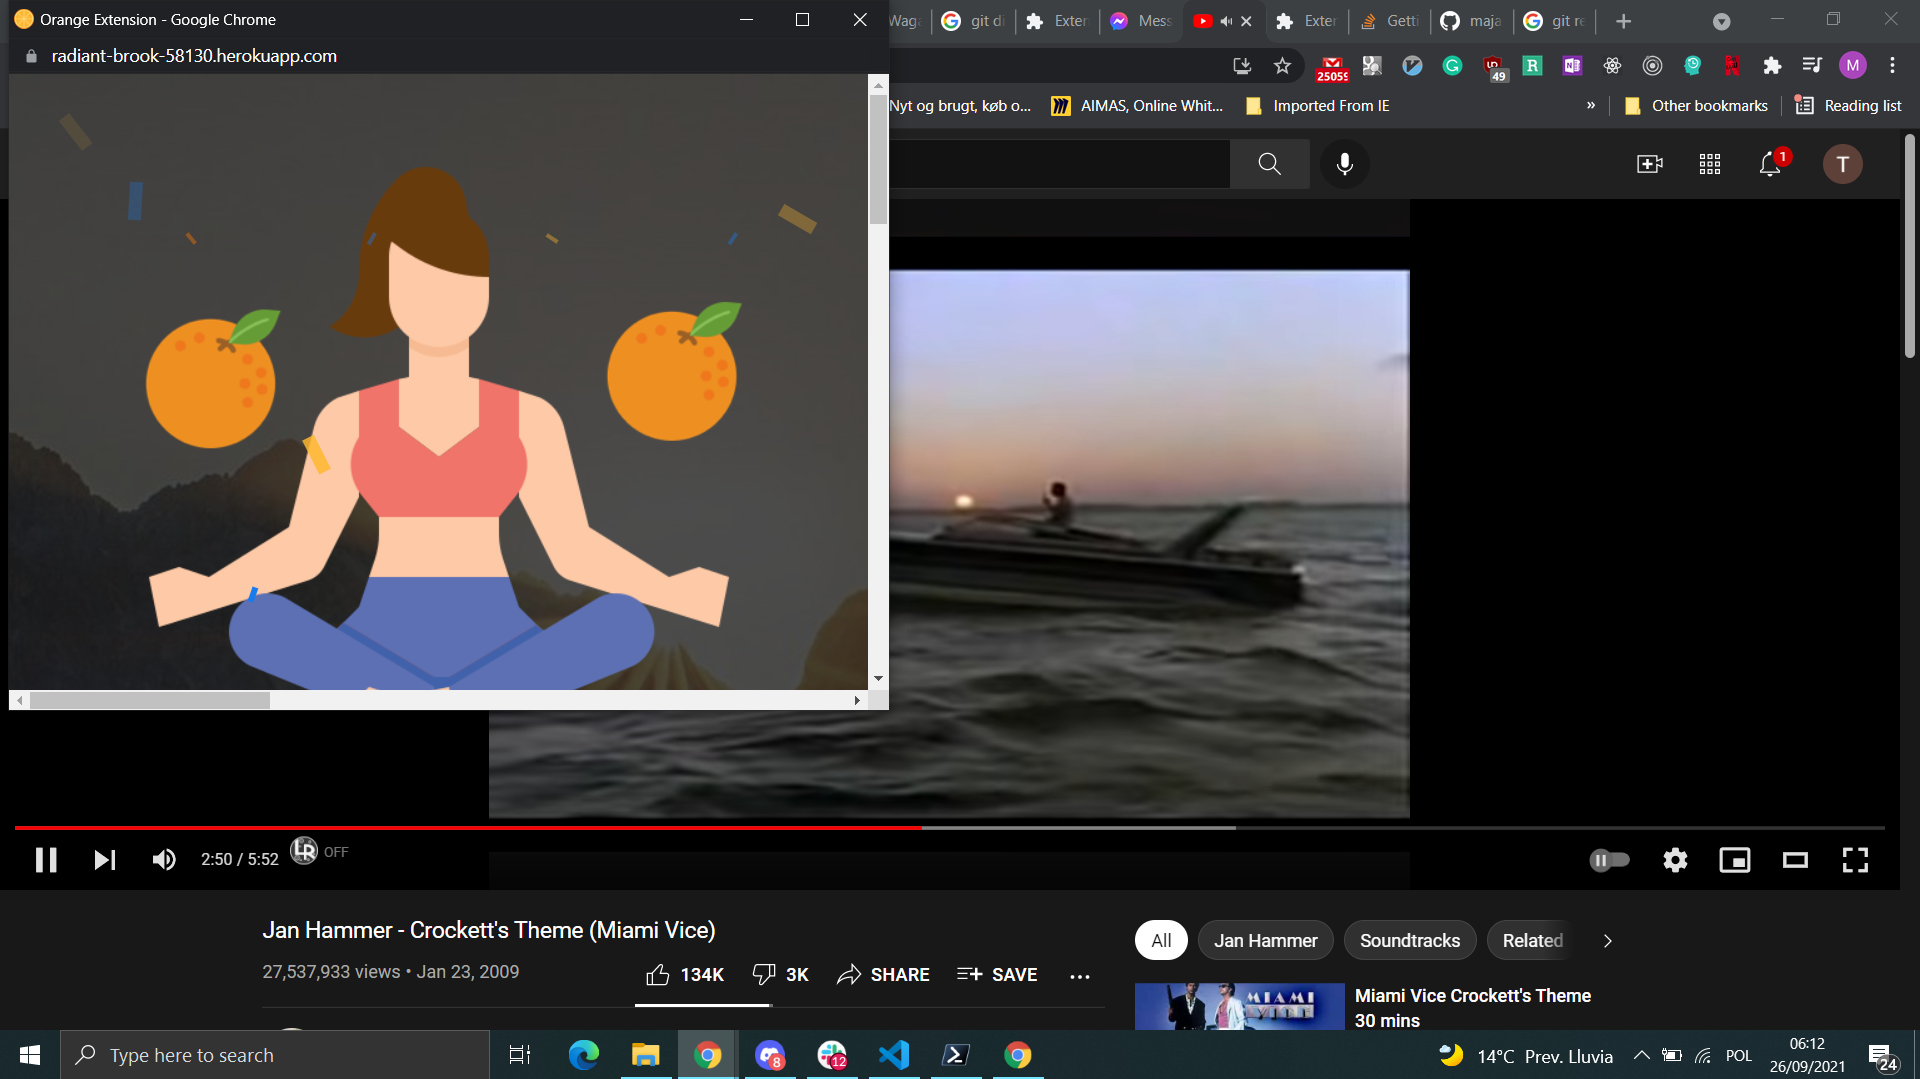 Orange Extension - Google Chrome
radiant-brook-58130.herokuapp.com
git di
Exten
Mess
Exter
Getti
maja
git re
25059
49
M
Nyt og brugt, køb o...
AIMAS, Online Whit...
Imported From IE
»
Other bookmarks
Reading list
1
T
2:50 / 5:52
LR
OFF
Jan Hammer - Crockett's Theme (Miami Vice)
27,537,933 views • Jan 23, 2009
134K
3K
SHARE
SAVE
All
Jan Hammer
Soundtracks
Related
MIAMI
Miami Vice Crockett's Theme
30 mins
Type here to search
8
12
14°C Prev. Lluvia
POL
06:12
26/09/2021
24